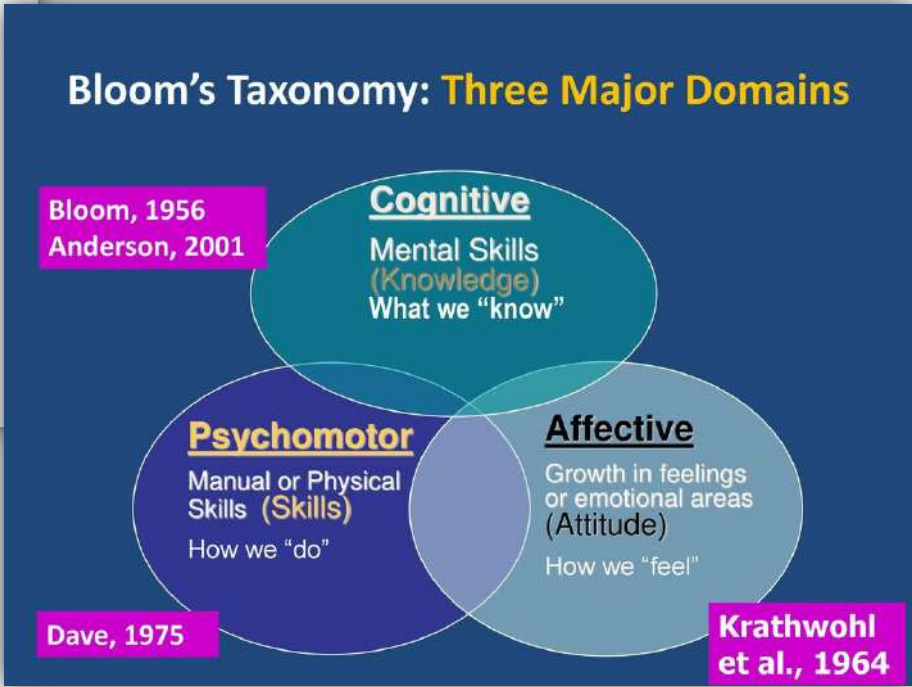 Bloom’s Taxonomy: Three Major Domains
Bloom, 1956
Anderson, 2001
Cognitive
Mental Skills
(Knowledge)
What we “know”
Psychomotor
Manual or Physical
Skills (Skills)
How we “do”
Affective
Growth in feelings
or emotional areas
(Attitude)
How we “feel”
Dave, 1975
Krathwohl
et al., 1964